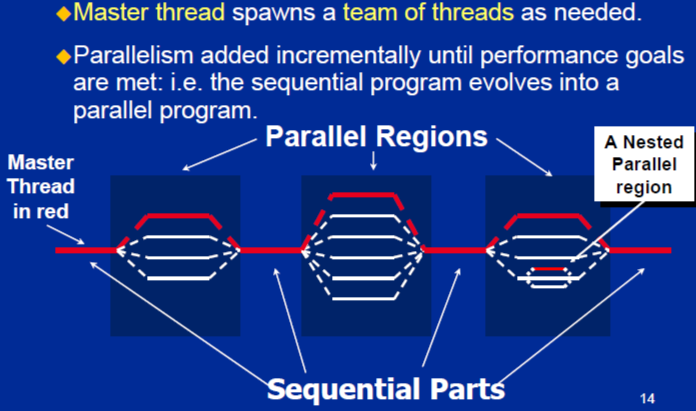 ◆Master thread spawns a team of threads as needed.
◆Parallelism added incrementally until performance goals
are met: i.e. the sequential program evolves into a
parallel program.
Parallel Regions
A Nested
Parallel
region
Master
Thread
in red
Sequential Parts
14